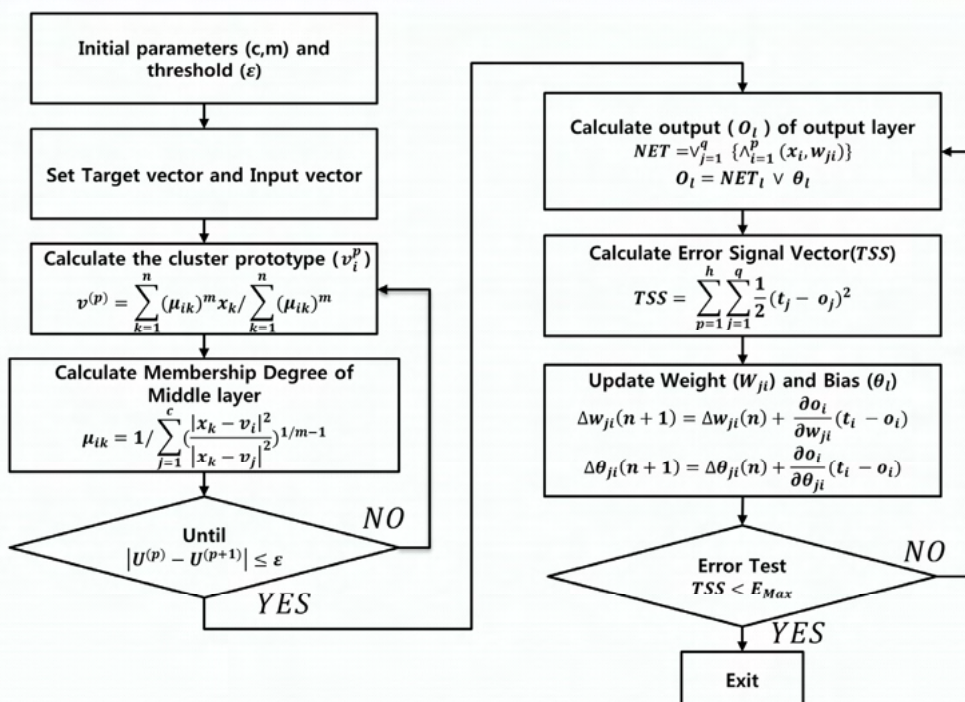 Initial parameters (c,m) and
threshold (ε)
Set Target vector and Input vector
Calculate the cluster prototype (v_i^p)
v^(p) = ∑_{k=1}^{n} (μ_ik)^m x_k / ∑_{k=1}^{n} (μ_ik)^m
Calculate Membership Degree of
Middle layer
μ_ik = 1/ ∑_{j=1}^{c} (|x_k − v_i|^2 / |x_k − v_j|^2)^{1/m−1}
Until
|U^(p) − U^(p+1)| ≤ ε
NO
YES
Calculate output (O_l) of output layer
NET =∨_{j=1}^{q} {∧_{i=1}^{p} (x_i, w_ji)}
O_l = NET_l ∨ θ_l
Calculate Error Signal Vector(TSS)
TSS = ∑_{p=1}^{h} ∑_{j=1}^{q} 1/2 (t_j − o_j)^2
Update Weight (W_ji) and Bias (θ_l)
Δw_ji(n + 1) = Δw_ji(n) + ∂o_i/∂w_ji (t_i − o_i)
Δθ_ji(n + 1) = Δθ_ji(n) + ∂o_i/∂θ_ji (t_i − o_i)
Error Test
TSS < E_Max
NO
YES
Exit